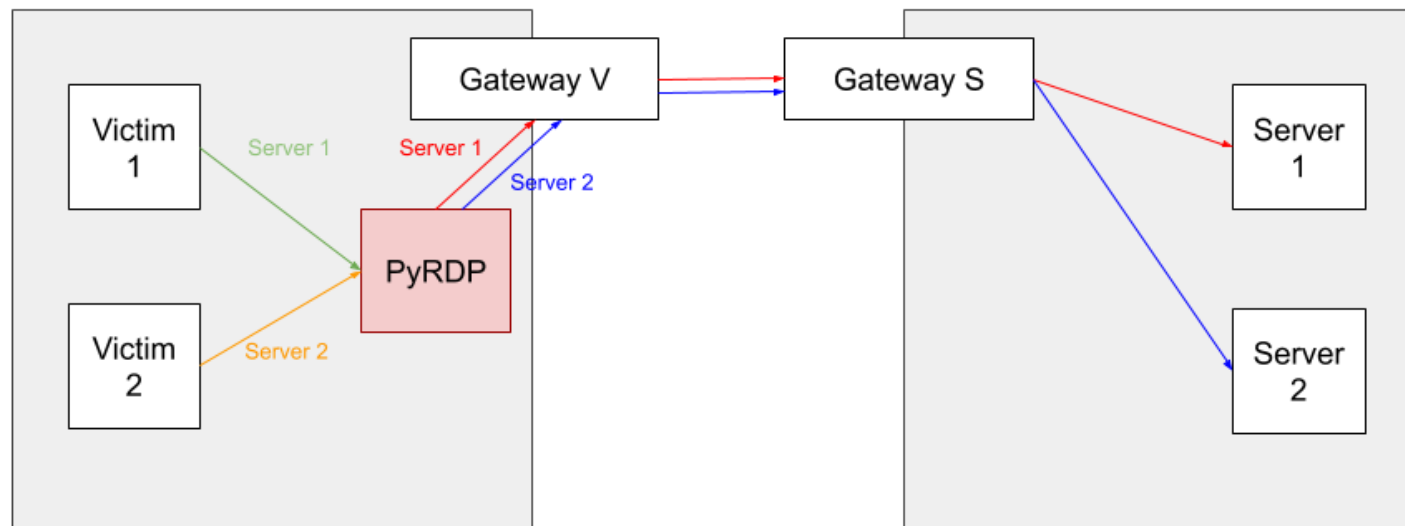 Gateway V
Gateway S
Victim
1
Server 1
Server 1
Server
1
Server 2
PyRDP
Victim
2
Server 2
Server
2